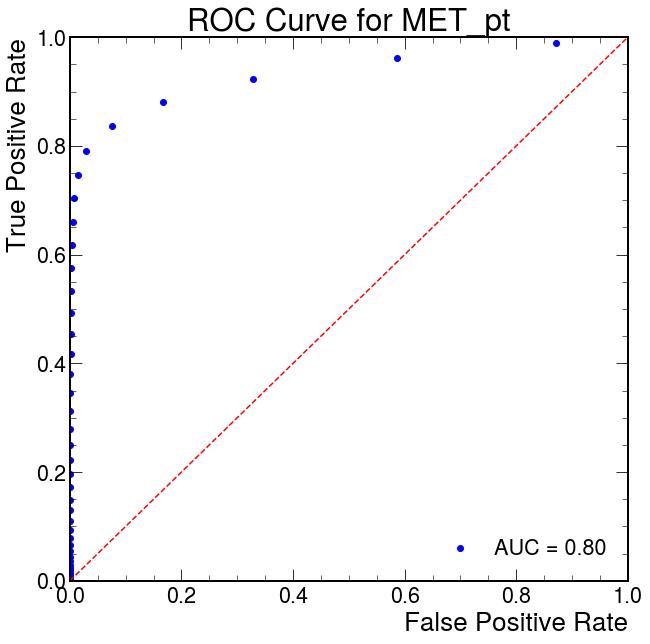 ROC Curve for MET_pt
True Positive Rate
1.0
0.8
0.6
0.4
0.2
0.0
0.0 0.2 0.4 0.6 0.8 1.0
AUC = 0.80
False Positive Rate